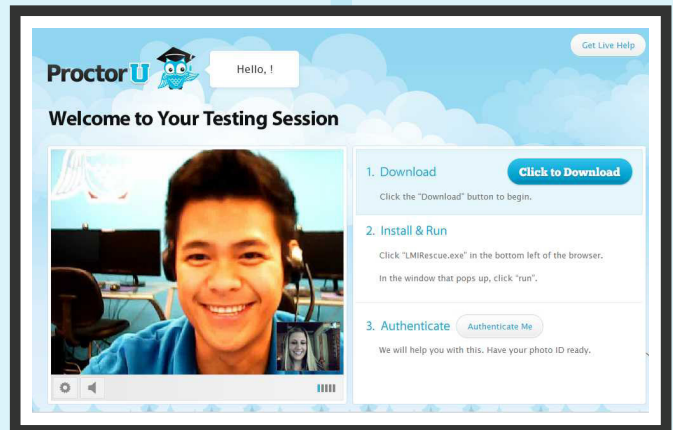 Get Live Help
ProctorU
Hello, !
Welcome to Your Testing Session
1. Download
Click to Download
Click the "Download" button to begin.
2. Install & Run
Click "LMIRescue.exe" in the bottom left of the browser.
In the window that pops up, click "run".
3. Authenticate
Authenticate Me
We will help you with this. Have your photo ID ready.